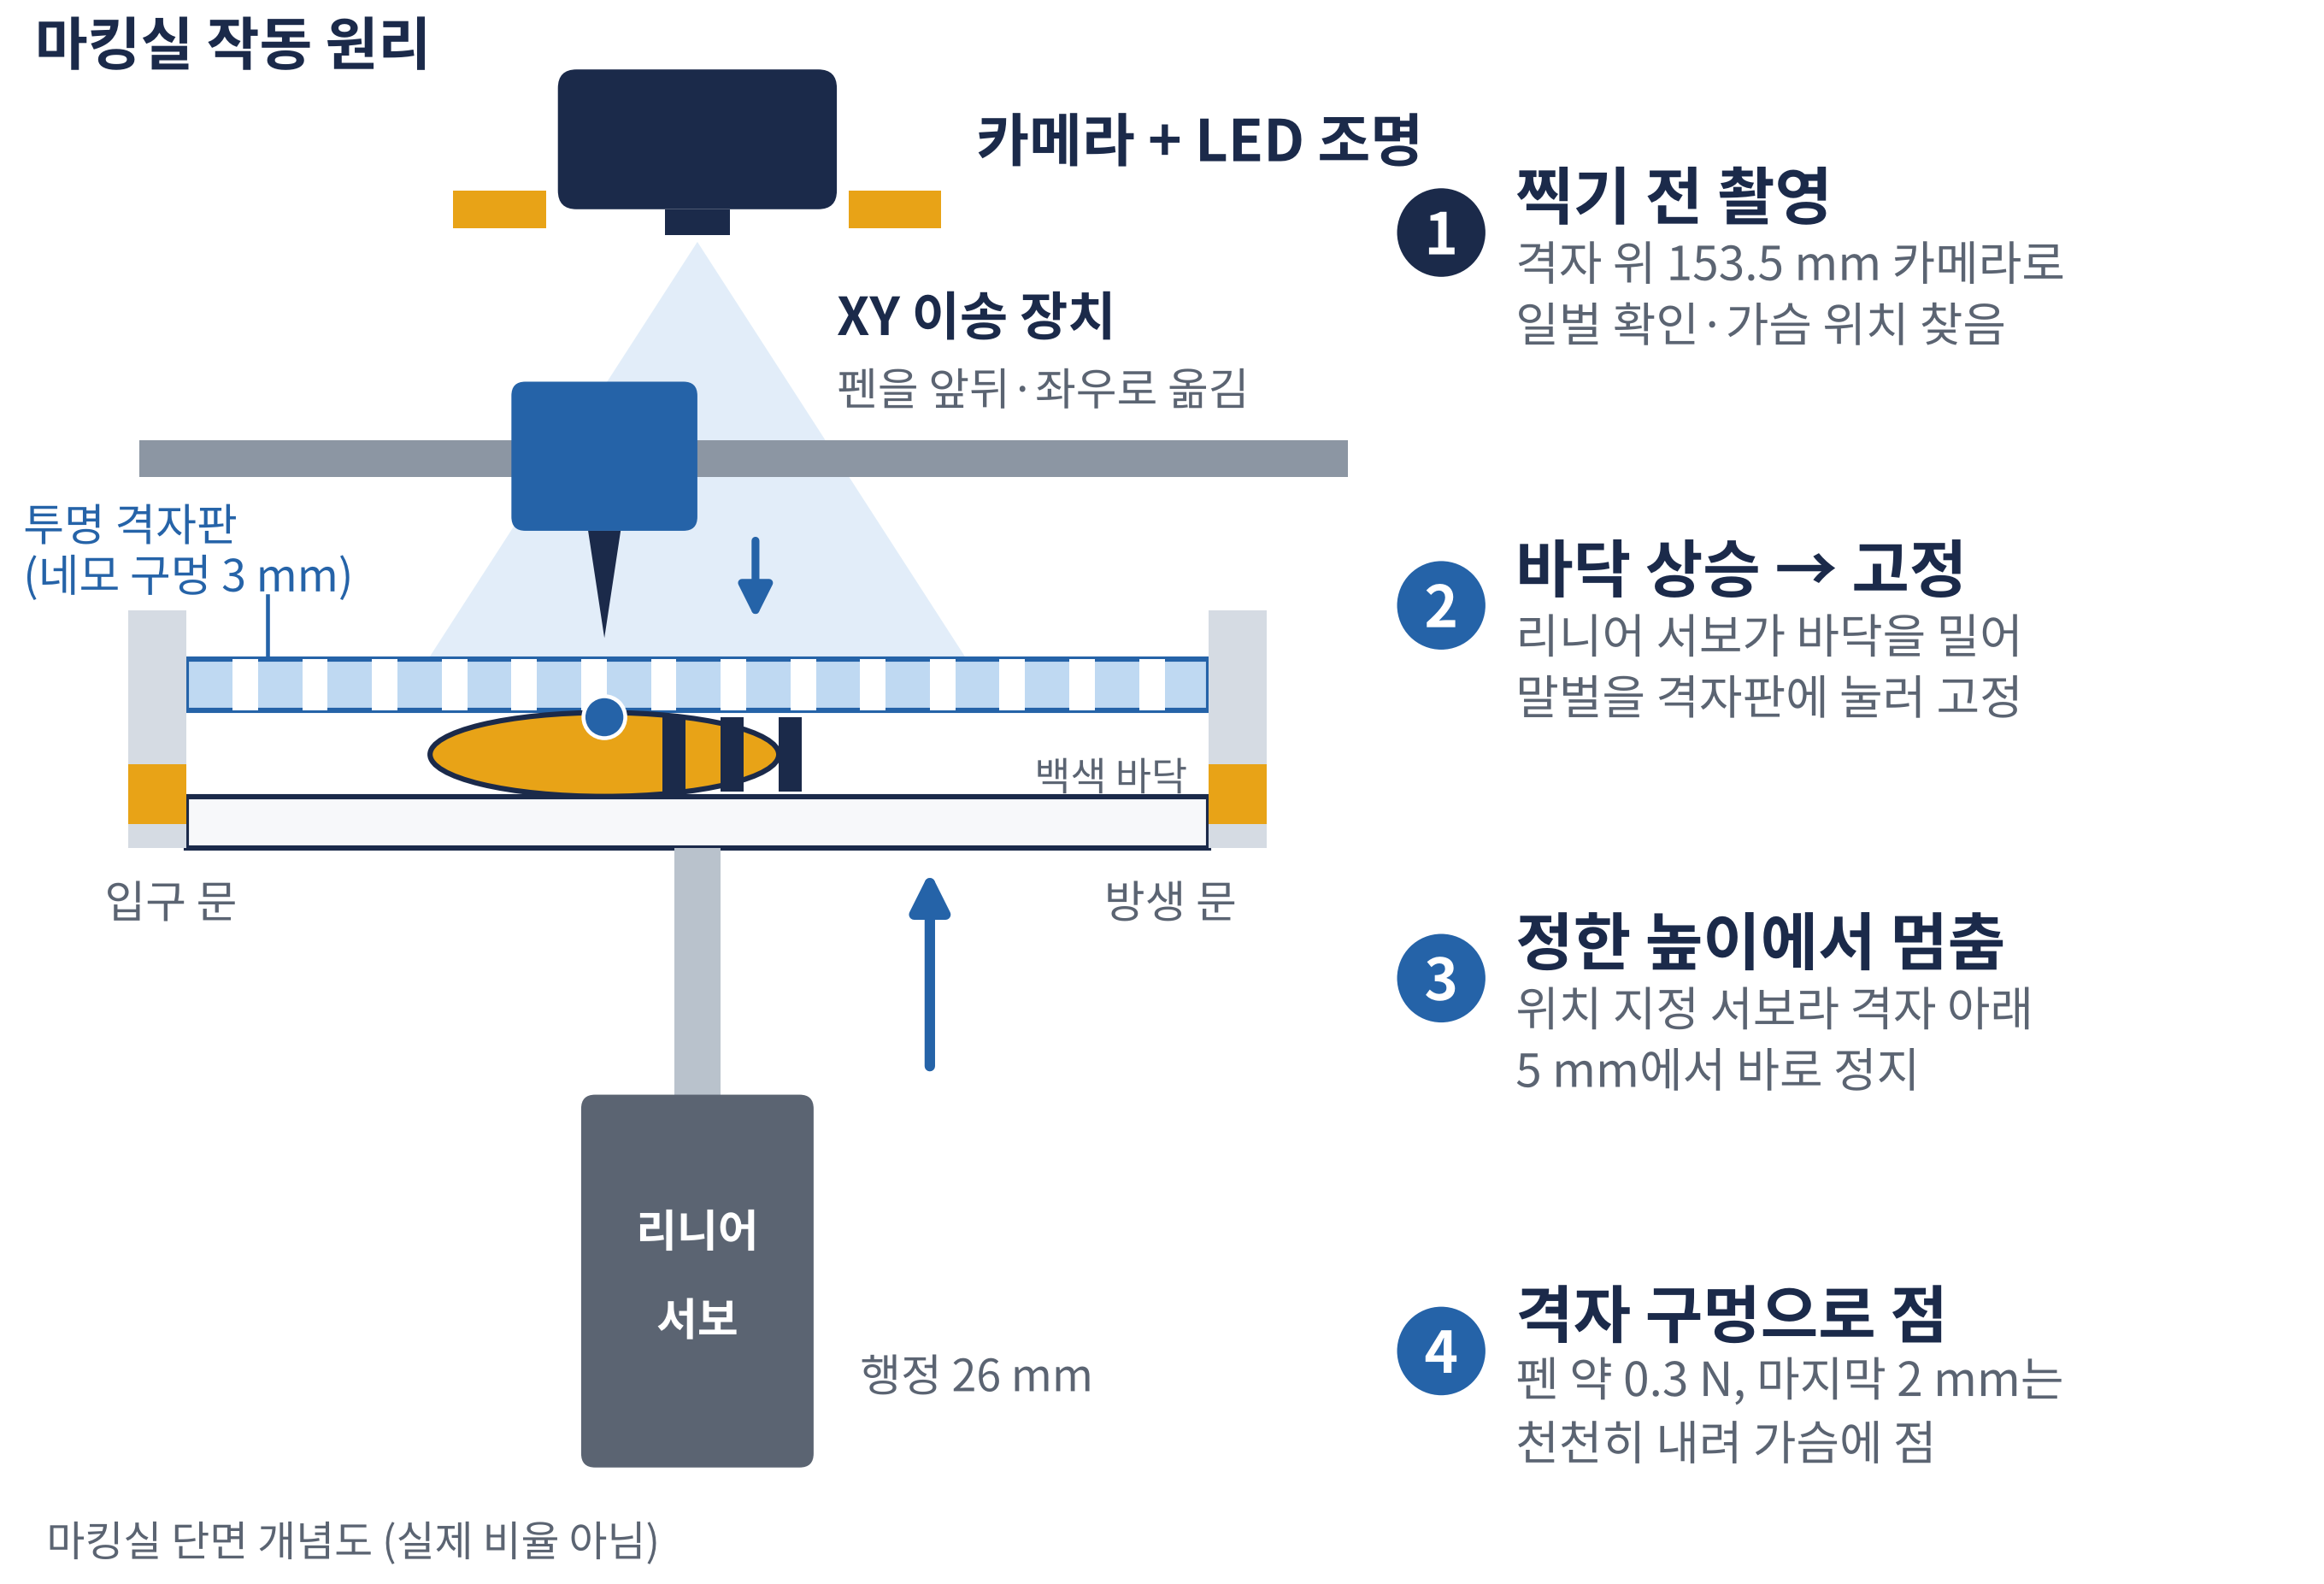 마킹실 작동 원리
카메라 + LED 조명
XY 이송 장치
펜을 앞뒤·좌우로 옮김
투명 격자판
(네모 구멍 3 mm)
백색 바닥
입구 문
방생 문
리니어
서보
행정 26 mm
마킹실 단면 개념도 (실제 비율 아님)
1
찍기 전 촬영
격자 위 153.5 mm 카메라로
일벌 확인·가슴 위치 찾음
2
바닥 상승 → 고정
리니어 서보가 바닥을 밀어
말벌을 격자판에 눌러 고정
3
정한 높이에서 멈춤
위치 지정 서보라 격자 아래
5 mm에서 바로 정지
4
격자 구멍으로 점
펜 약 0.3 N, 마지막 2 mm는
천천히 내려 가슴에 점